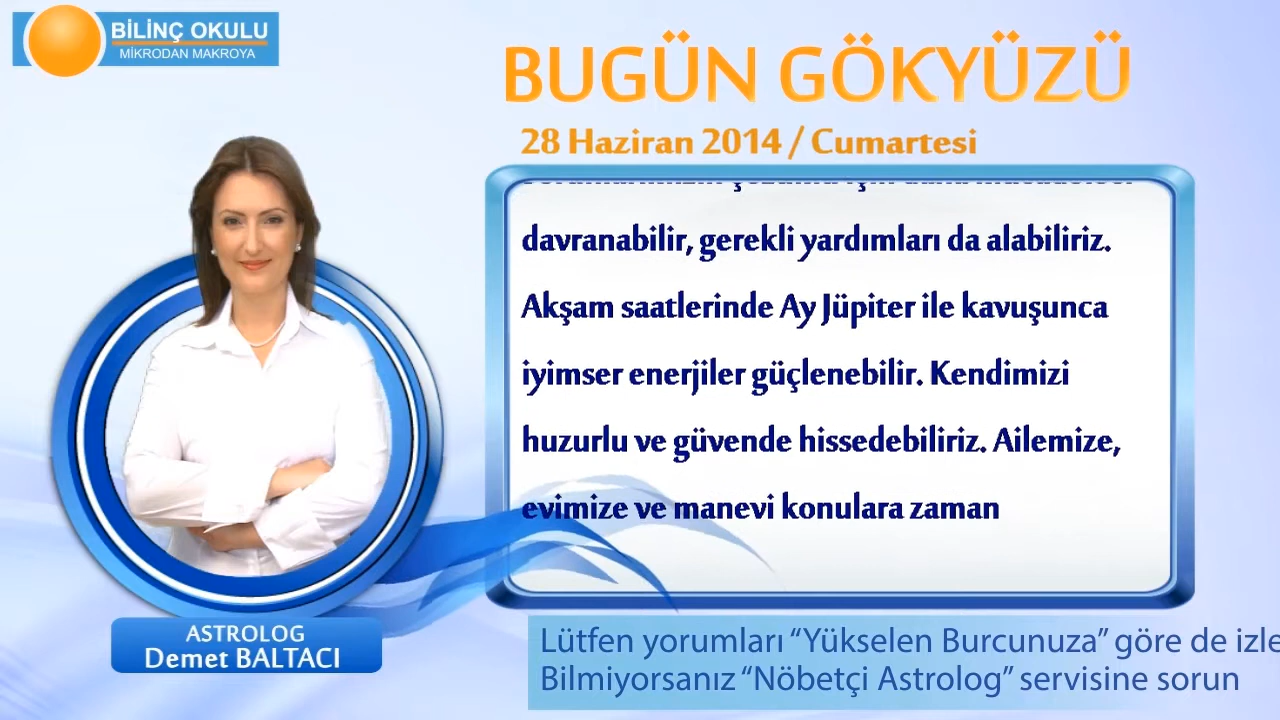 BİLİNÇ OKULU
MİKRODAN MAKROYA
BUGÜN GÖKYÜZÜ
28 Haziran 2014 / Cumartesi
davranabilir, gerekli yardımları da alabiliriz.
Akşam saatlerinde Ay Jüpiter ile kavuşunca
iyimser enerjiler güçlenebilir. Kendimizi
huzurlu ve güvende hissedebiliriz. Ailemize,
evimize ve manevi konulara zaman
ASTROLOG
Demet BALTACI
Lütfen yorumları “Yükselen Burcunuza” göre de izle
Bilmiyorsanız “Nöbetçi Astrolog” servisine sorun